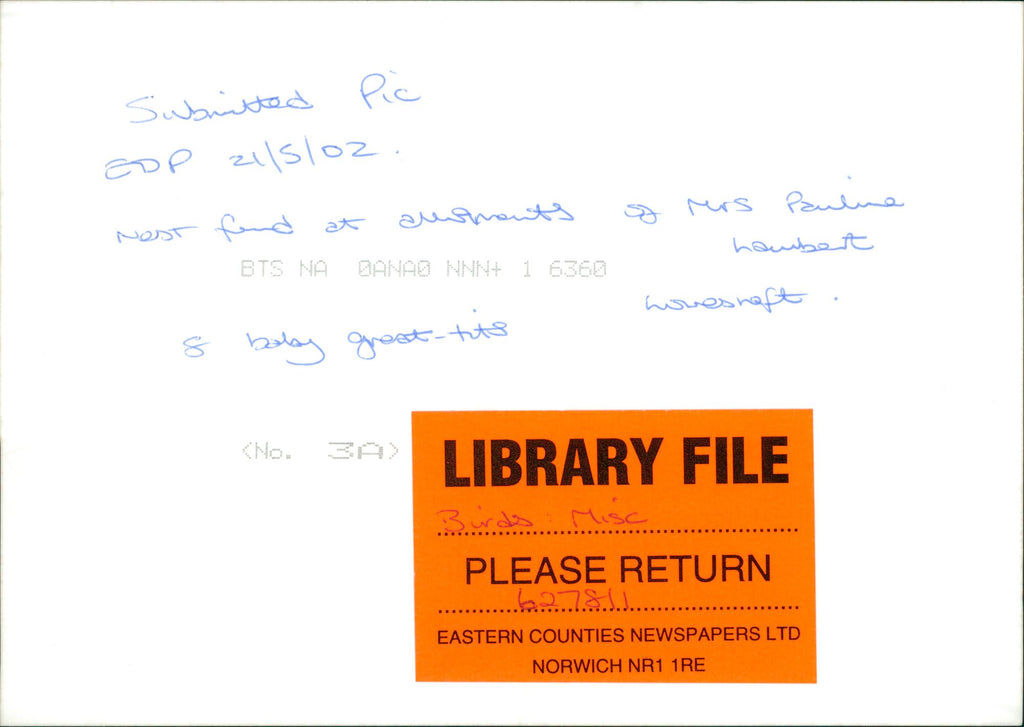 Submitted Pic
EDP 21/5/02.
Nest found at allotments of Mrs Pauline
Lambert
BTS NA 0ANA0 NNN+ 1 6360
Lowestoft.
8 baby great-tits
<No. 3A>
LIBRARY FILE
Birds: Misc
PLEASE RETURN
627811
EASTERN COUNTIES NEWSPAPERS LTD
NORWICH NR1 1RE